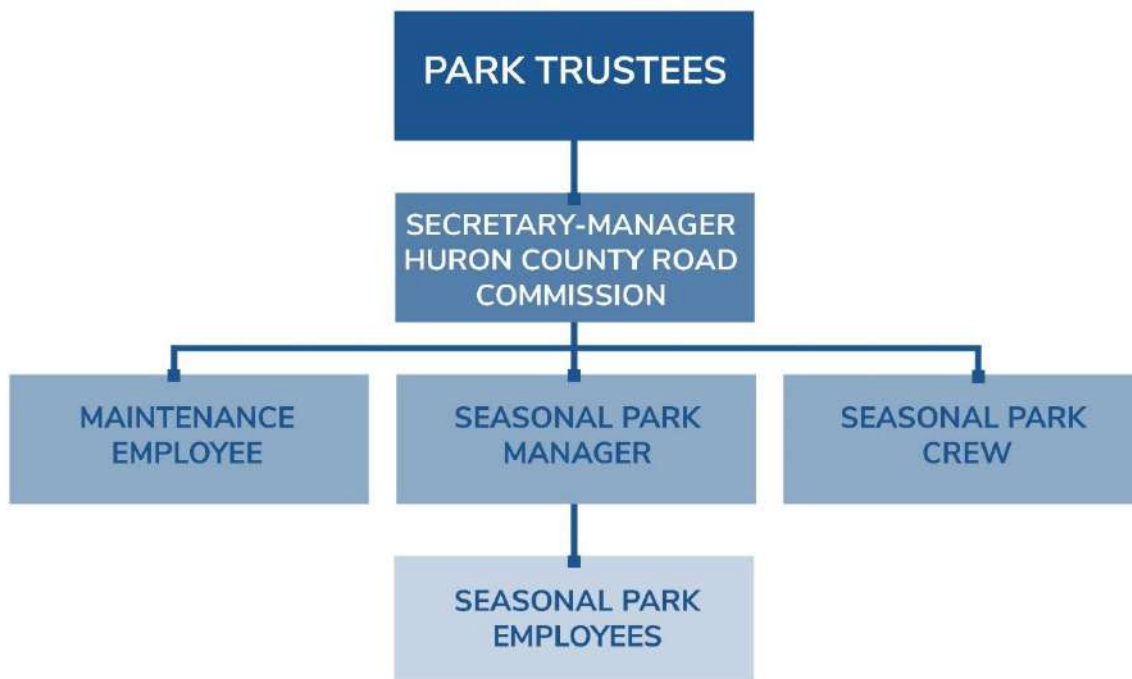 PARK TRUSTEES
SECRETARY-MANAGER
HURON COUNTY ROAD
COMMISSION
MAINTENANCE
EMPLOYEE
SEASONAL PARK
MANAGER
SEASONAL PARK
CREW
SEASONAL PARK
EMPLOYEES